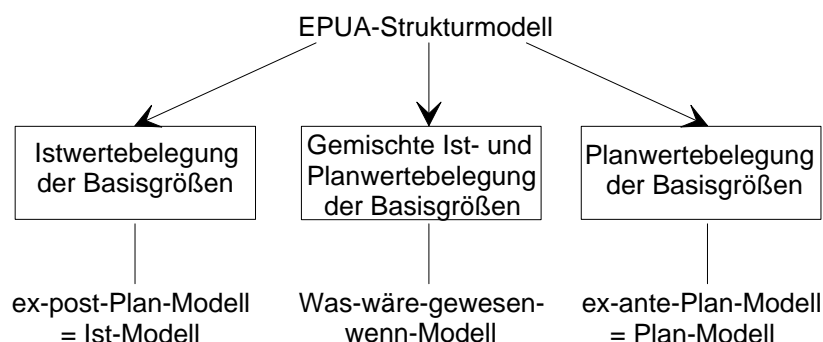 EPUA-Strukturmodell
Istwertebelegung
der Basisgrößen
Gemischte Ist- und
Planwertebelegung
der Basisgrößen
Planwertebelegung
der Basisgrößen
ex-post-Plan-Modell
= Ist-Modell
Was-wäre-gewesen-
wenn-Modell
ex-ante-Plan-Modell
= Plan-Modell